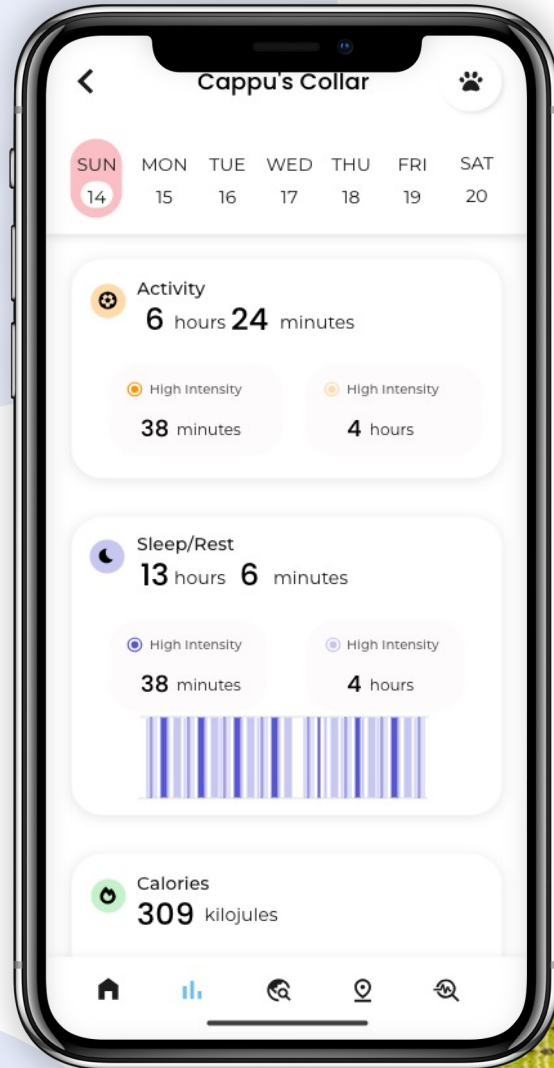 Cappu's Collar
SUN MON TUE WED THU FRI SAT
14 15 16 17 18 19 20
Activity
6 hours 24 minutes
High Intensity High Intensity
38 minutes 4 hours
Sleep/Rest
13 hours 6 minutes
High Intensity High Intensity
38 minutes 4 hours
Calories
309 kilojules